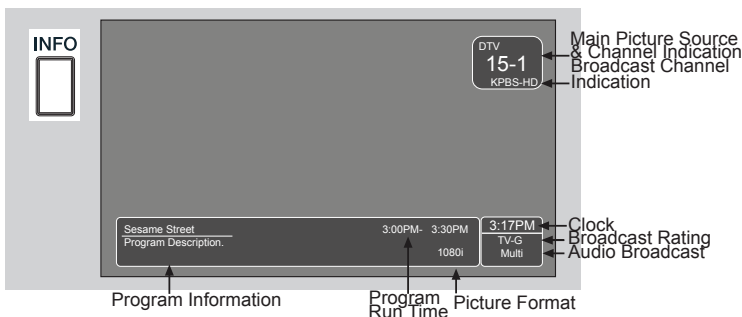 INFO
DTV
15-1
KPBS-HD
Main Picture Source
& Channel Indication
Broadcast Channel
Indication
Sesame Street
Program Description.
3:00PM- 3:30PM
1080i
3:17PM
TV-G
Multi
Clock
Broadcast Rating
Audio Broadcast
Program Information
Program
Run Time
Picture Format